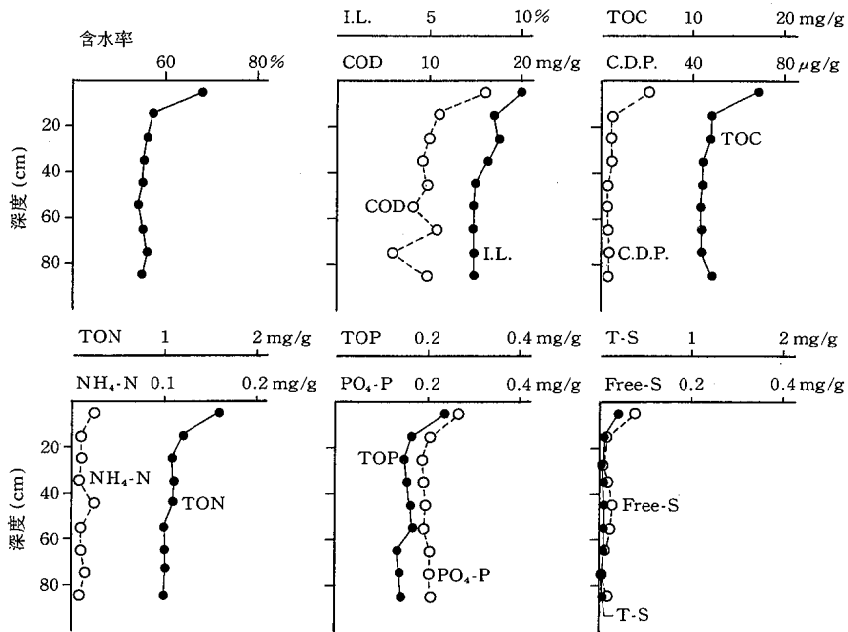 I.L. 5 10 %
TOC 10 20 mg/g
含水率 60 80%
COD 10 20 mg/g
C.D.P. 40 80 μg/g
深度 (cm)
20
40
60
80
COD
I.L.
TOC
C.D.P.
TON 1 2 mg/g
TOP 0.2 0.4 mg/g
T-S 1 2 mg/g
NH₄-N 0.1 0.2 mg/g
PO₄-P 0.2 0.4 mg/g
Free-S 0.2 0.4 mg/g
深度 (cm)
20
40
60
80
NH₄-N
TON
TOP
PO₄-P
Free-S
T-S